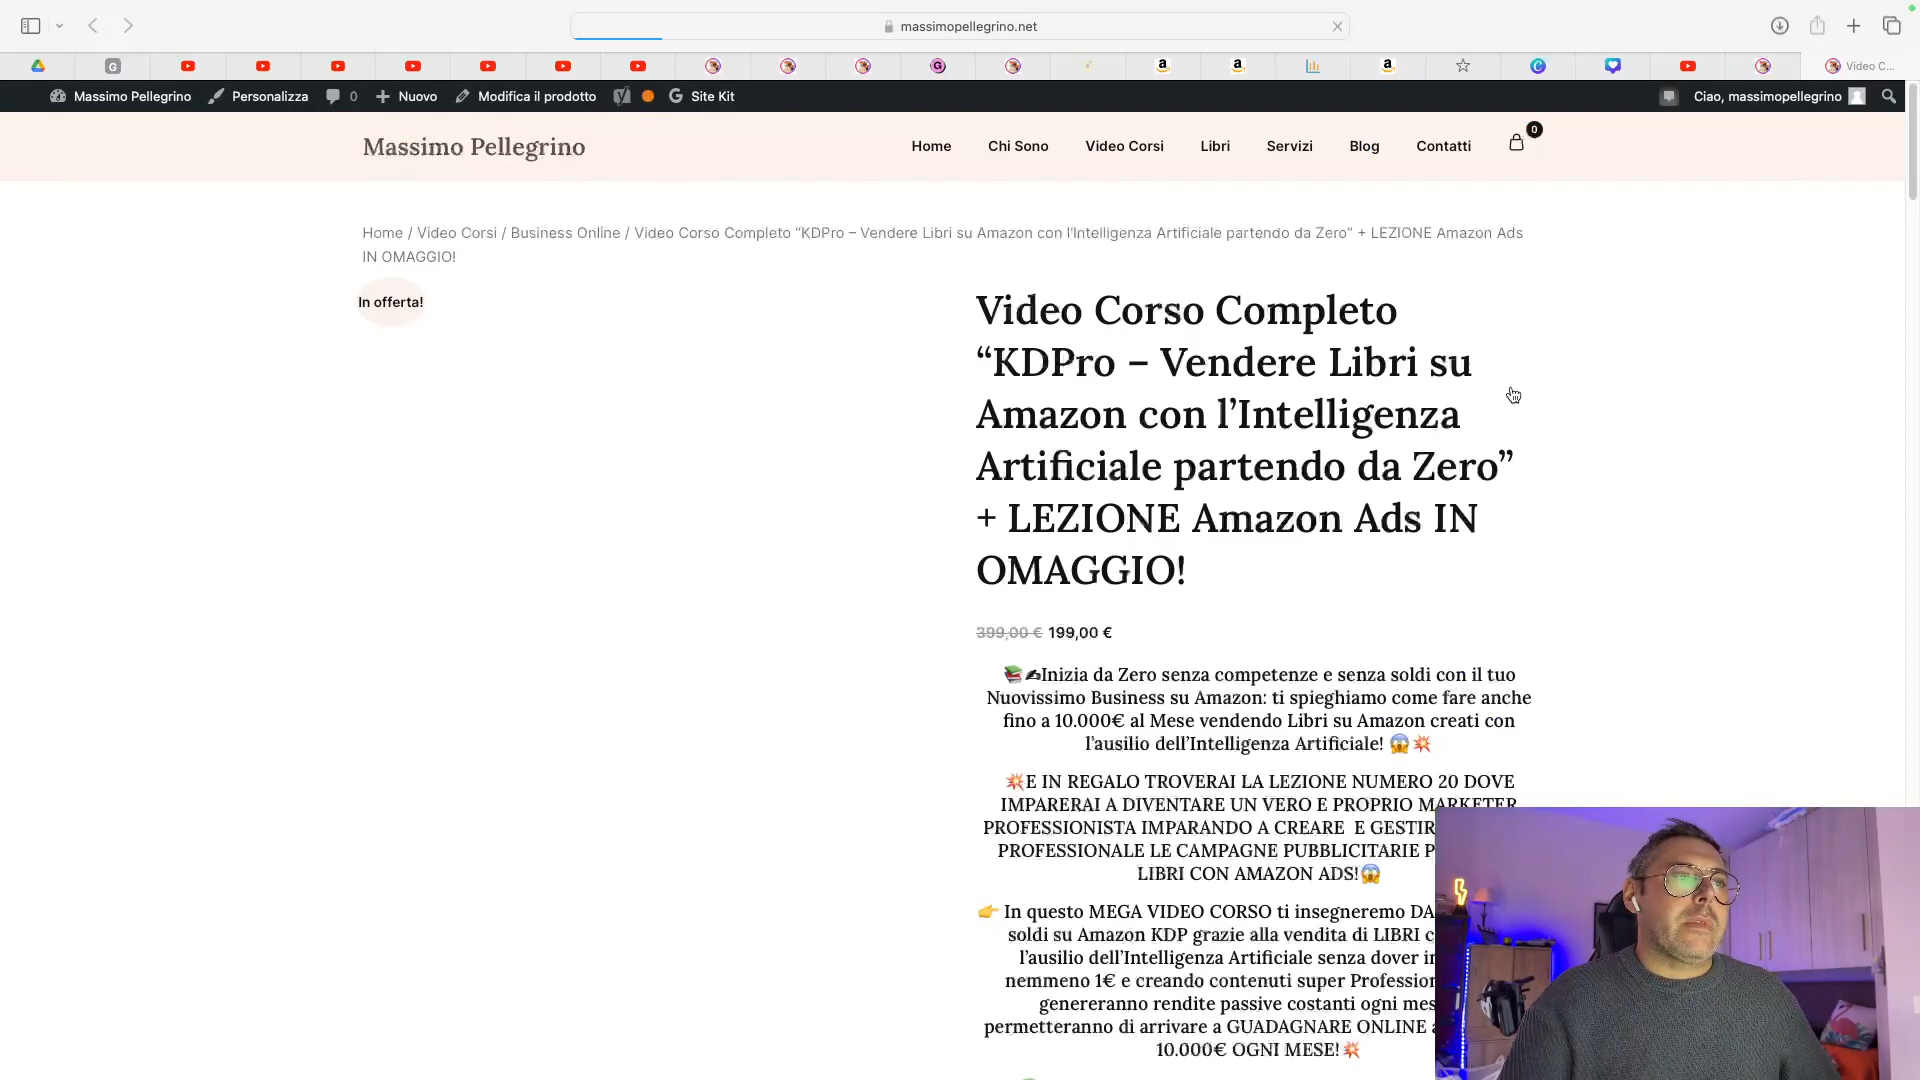 massimopellegrino.net
Video C...
Massimo Pellegrino
Personalizza
0
Nuovo
Modifica il prodotto
Site Kit
Ciao, massimopellegrino
Massimo Pellegrino
Home
Chi Sono
Video Corsi
Libri
Servizi
Blog
Contatti
0
Home / Video Corsi / Business Online / Video Corso Completo “KDPro – Vendere Libri su Amazon con l’Intelligenza Artificiale partendo da Zero” + LEZIONE Amazon Ads
IN OMAGGIO!
In offerta!
Video Corso Completo
“KDPro – Vendere Libri su
Amazon con l’Intelligenza
Artificiale partendo da Zero”
+ LEZIONE Amazon Ads IN
OMAGGIO!
399,00 € 199,00 €
📚✍Inizia da Zero senza competenze e senza soldi con il tuo
Nuovissimo Business su Amazon: ti spieghiamo come fare anche
fino a 10.000€ al Mese vendendo Libri su Amazon creati con
l’ausilio dell’Intelligenza Artificiale! 😱💥
💥E IN REGALO TROVERAI LA LEZIONE NUMERO 20 DOVE
IMPARERAI A DIVENTARE UN VERO E PROPRIO MARKETER
PROFESSIONISTA IMPARANDO A CREARE E GESTIR
PROFESSIONALE LE CAMPAGNE PUBBLICITARIE P
LIBRI CON AMAZON ADS!😱
👉 In questo MEGA VIDEO CORSO ti insegneremo DA
soldi su Amazon KDP grazie alla vendita di LIBRI c
l’ausilio dell’Intelligenza Artificiale senza dover in
nemmeno 1€ e creando contenuti super Profession
genereranno rendite passive costanti ogni mes
permetteranno di arrivare a GUADAGNARE ONLINE a
10.000€ OGNI MESE!💥